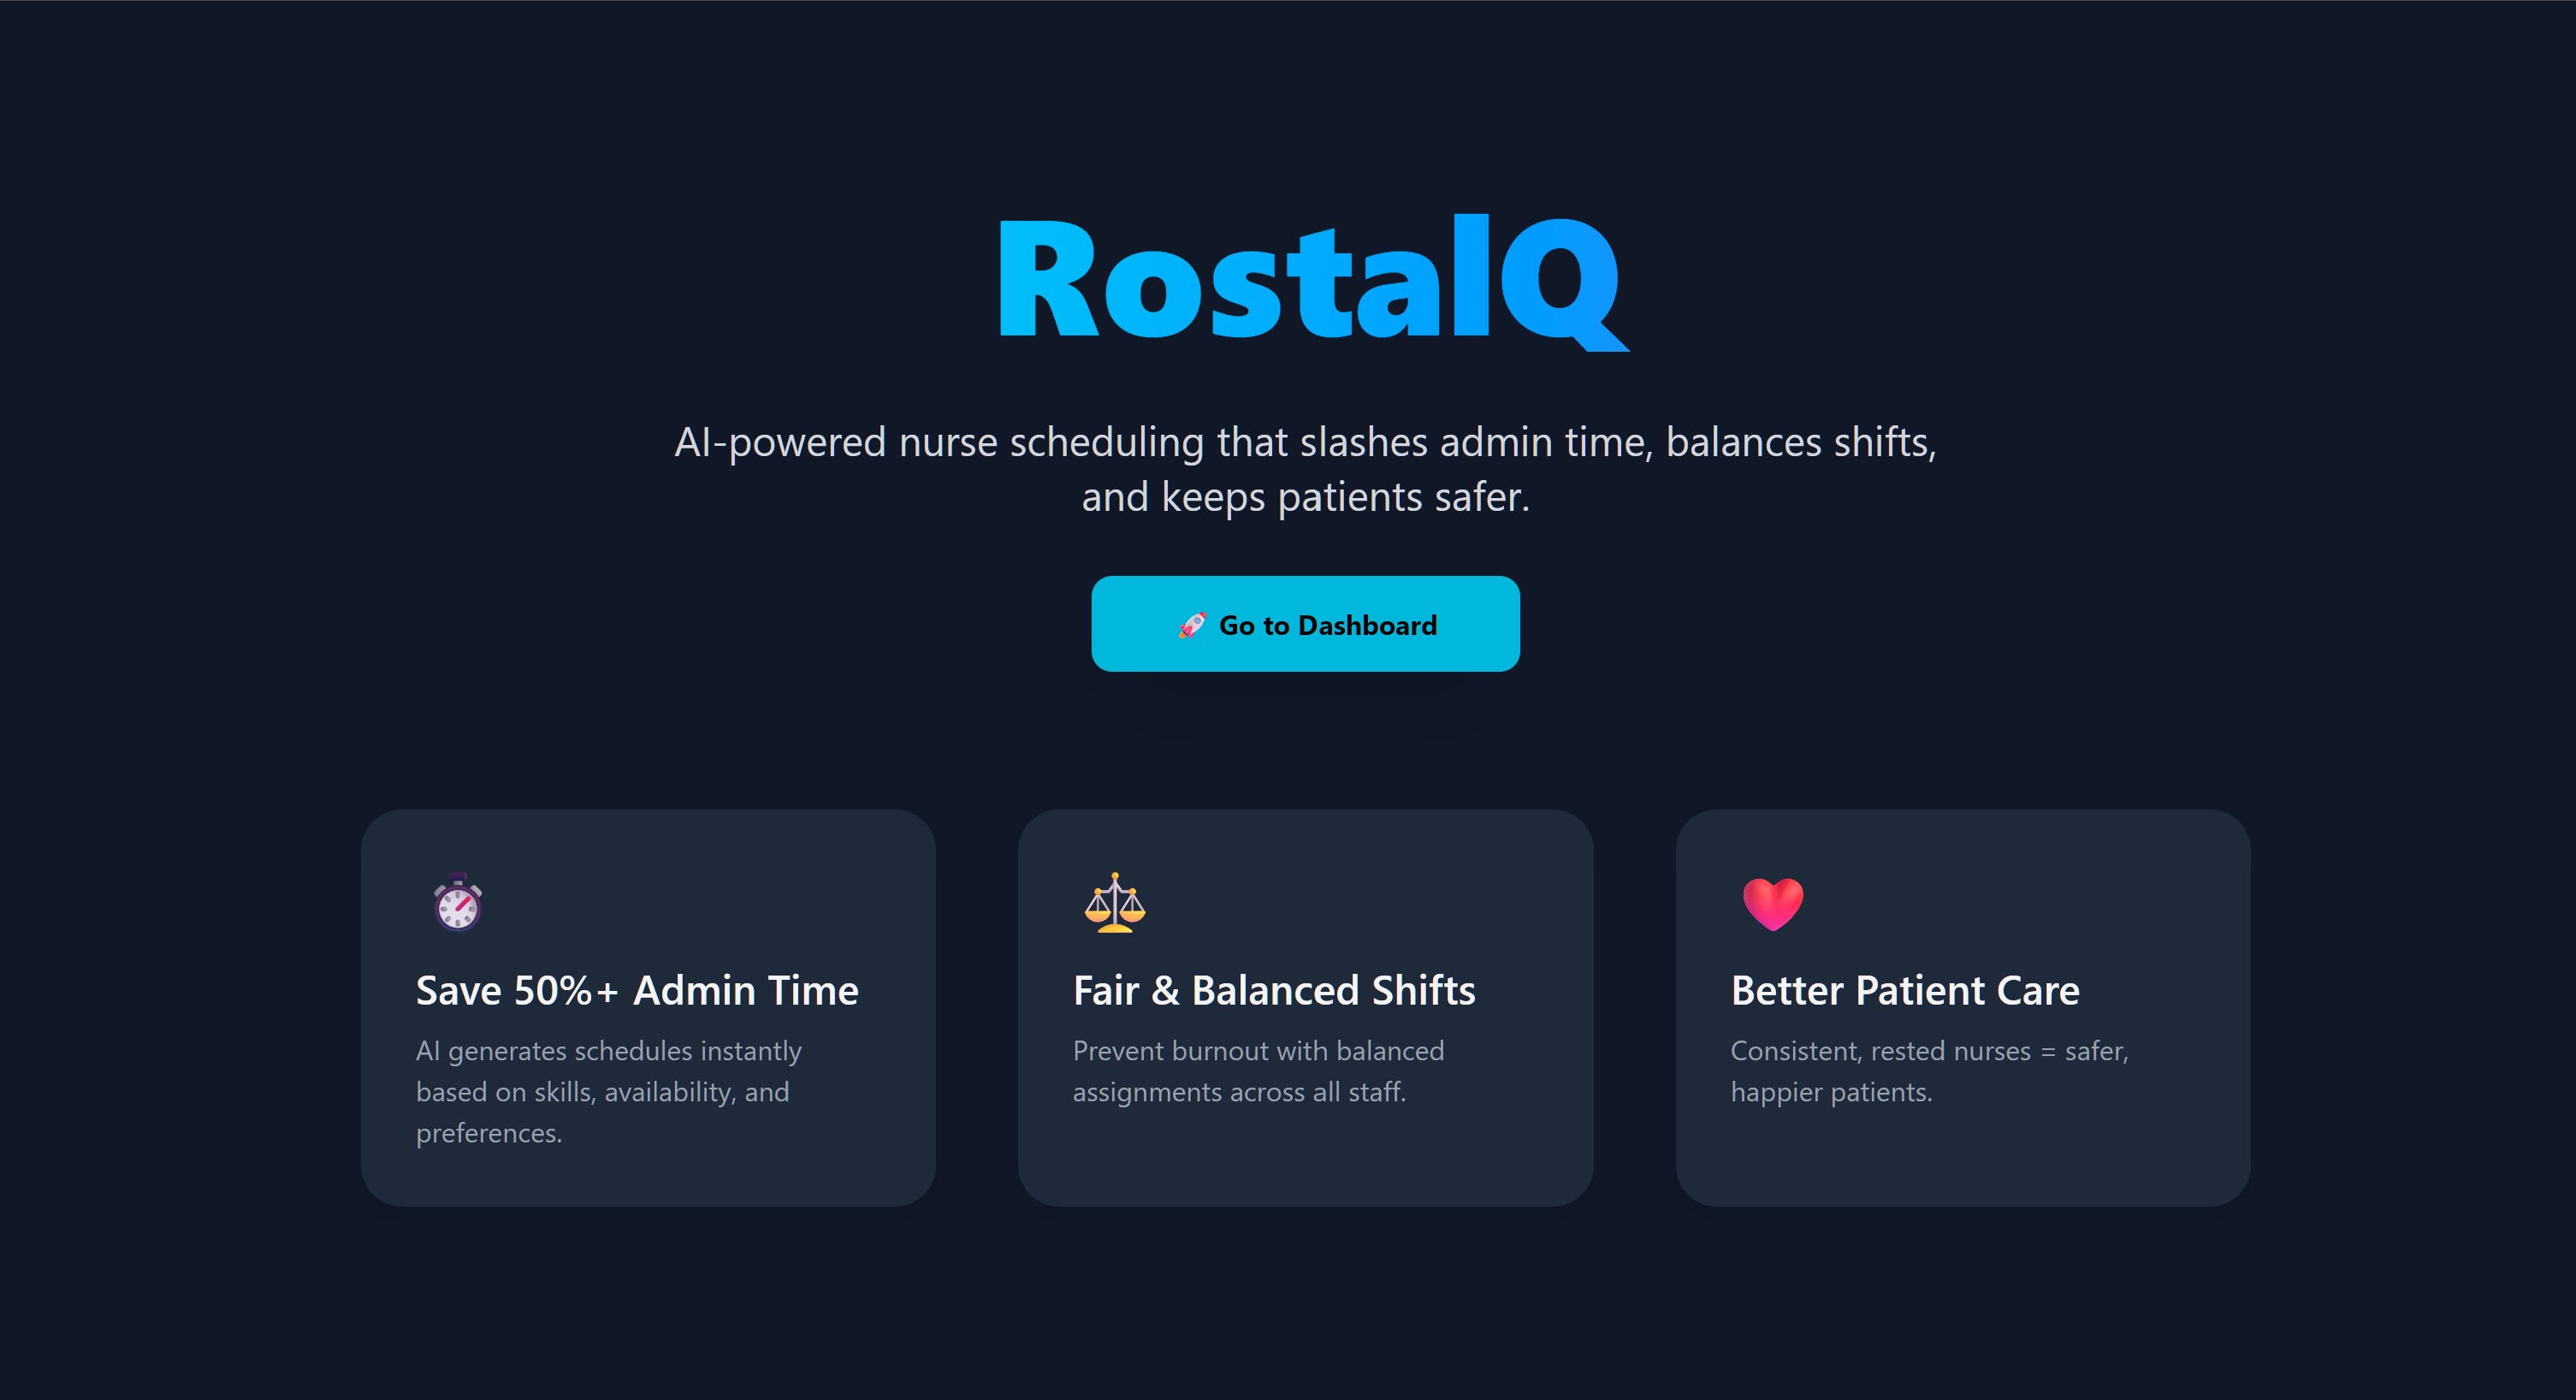 RostaIQ
AI-powered nurse scheduling that slashes admin time, balances shifts,
and keeps patients safer.
🚀 Go to Dashboard
Save 50%+ Admin Time
AI generates schedules instantly
based on skills, availability, and
preferences.
Fair & Balanced Shifts
Prevent burnout with balanced
assignments across all staff.
Better Patient Care
Consistent, rested nurses = safer,
happier patients.